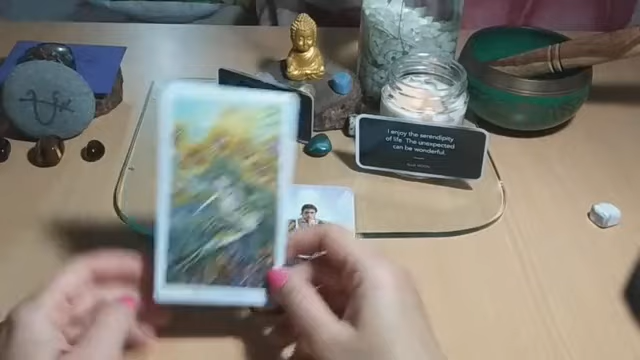 I enjoy the serendipity
of life. The unexpected
can be wonderful.